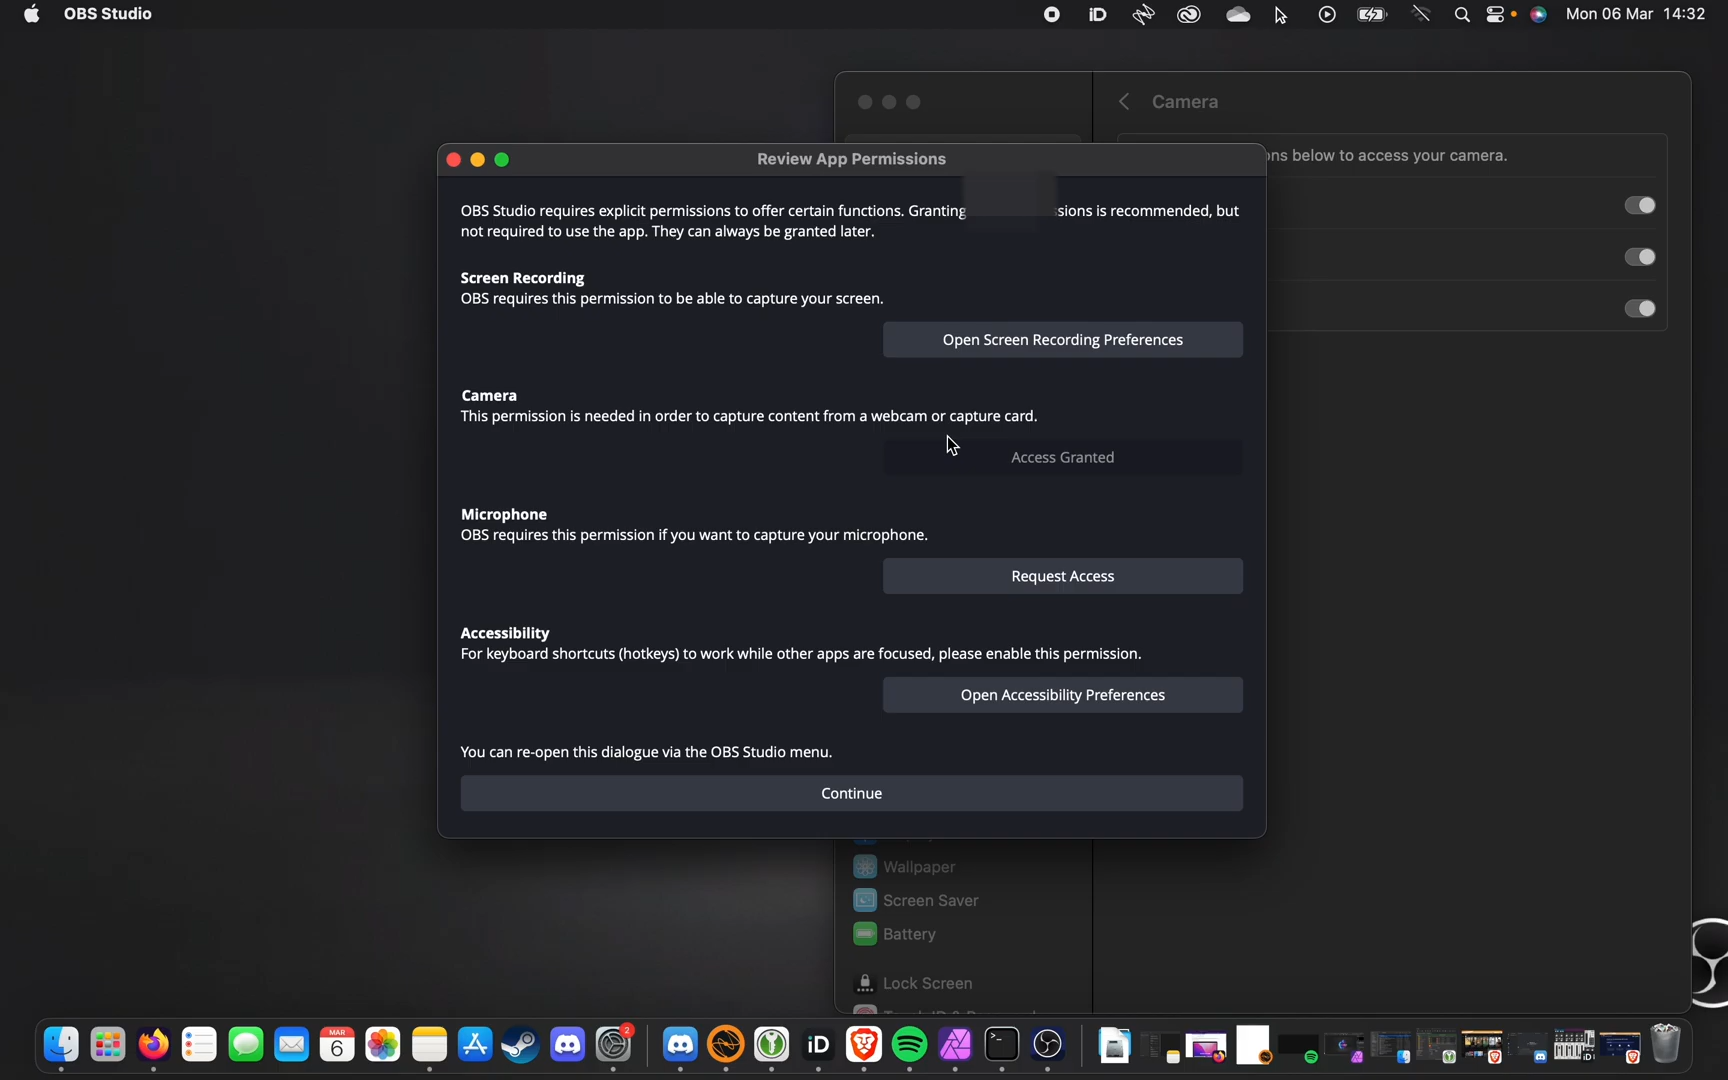 OBS Studio
Mon 06 Mar 14:32
Camera
ons below to access your camera.
Review App Permissions
OBS Studio requires explicit permissions to offer certain functions. Granting sions is recommended, but
not required to use the app. They can always be granted later.
Screen Recording
OBS requires this permission to be able to capture your screen.
Open Screen Recording Preferences
Camera
This permission is needed in order to capture content from a webcam or capture card.
Access Granted
Microphone
OBS requires this permission if you want to capture your microphone.
Request Access
Accessibility
For keyboard shortcuts (hotkeys) to work while other apps are focused, please enable this permission.
Open Accessibility Preferences
You can re-open this dialogue via the OBS Studio menu.
Continue
Wallpaper
Screen Saver
Battery
Lock Screen
MAR
6
2
iD